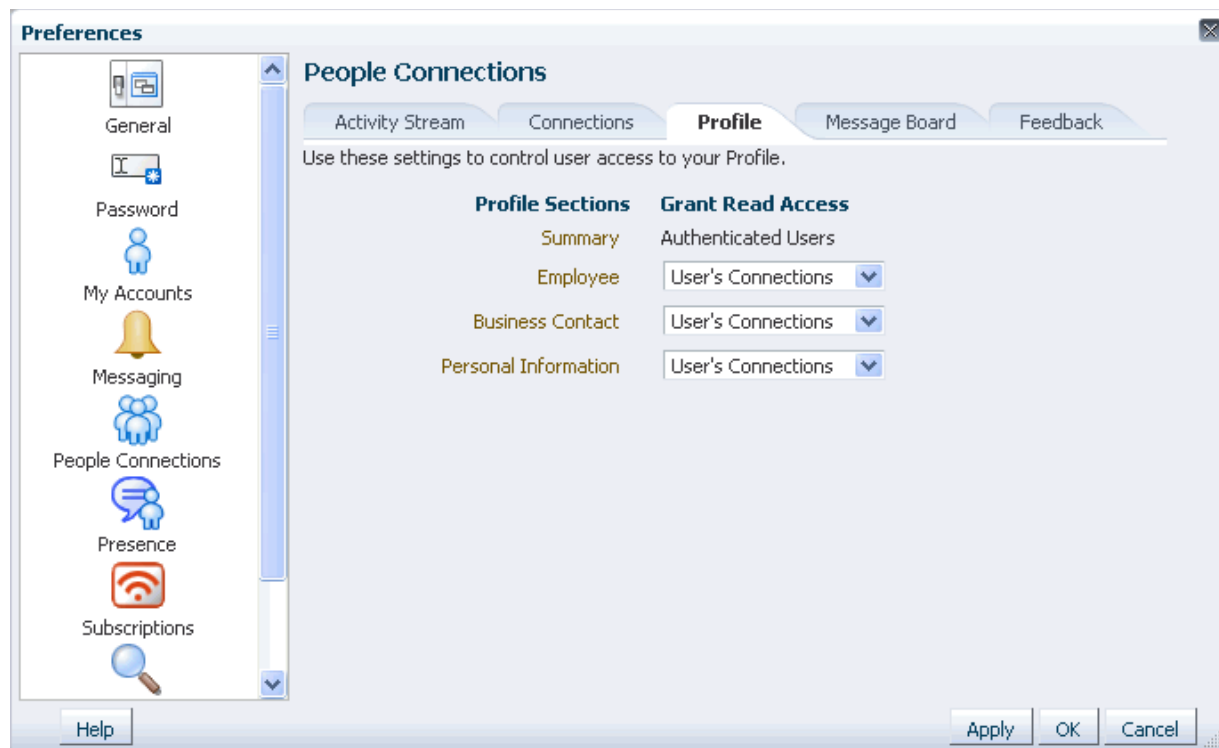 Preferences
General
Password
My Accounts
Messaging
People Connections
Presence
Subscriptions
People Connections
Activity Stream Connections Profile Message Board Feedback
Use these settings to control user access to your Profile.
Profile Sections Grant Read Access
Summary Authenticated Users
Employee User's Connections
Business Contact User's Connections
Personal Information User's Connections
Help Apply OK Cancel